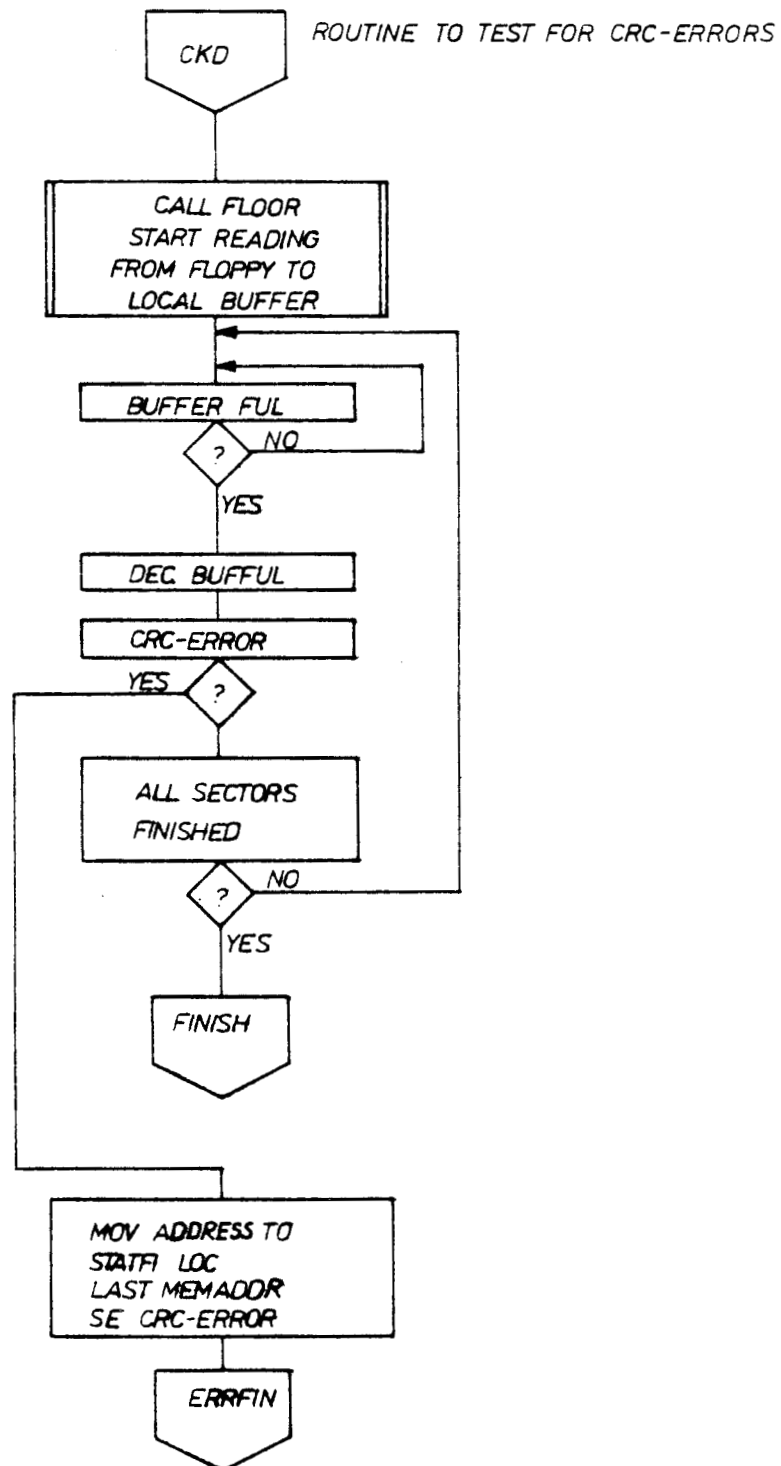 ROUTINE TO TEST FOR CRC-ERRORS
CKD
CALL FLOOR
START READING
FROM FLOPPY TO
LOCAL BUFFER
BUFFER FUL
?
NO
YES
DEC BUFFUL
CRC-ERROR
YES
?
ALL SECTORS
FINISHED
?
NO
YES
FINISH
MOV ADDRESS TO
LOC
LAST MEMADDR
SE CRC-ERROR
ERRFIN